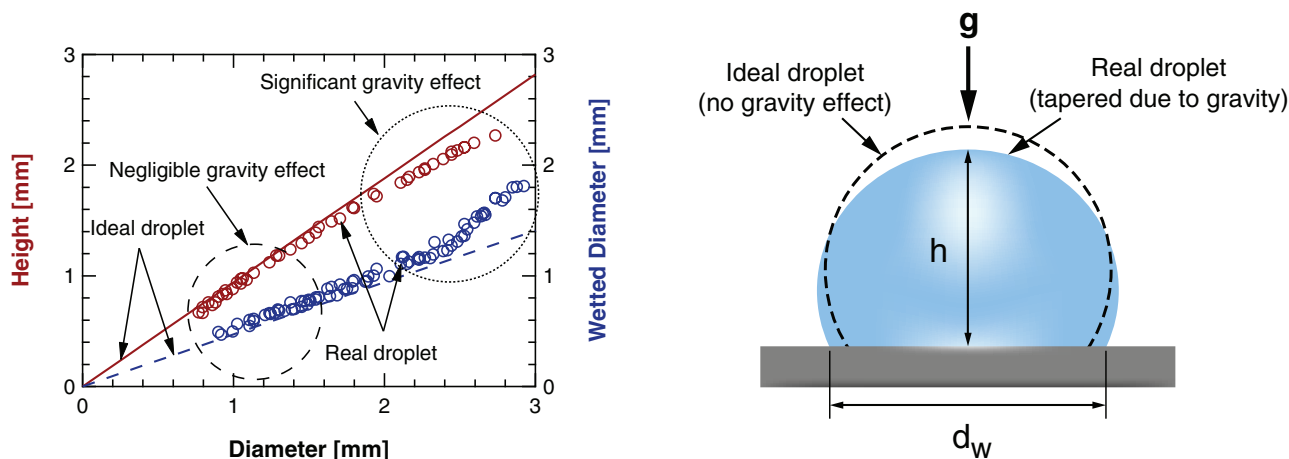 3
2
1
0
Height [mm]
3
2
1
0
Wetted Diameter [mm]
0
1
2
3
Diameter [mm]
Significant gravity effect
Negligible gravity effect
Ideal droplet
Real droplet
g
Ideal droplet
(no gravity effect)
Real droplet
(tapered due to gravity)
h
dw